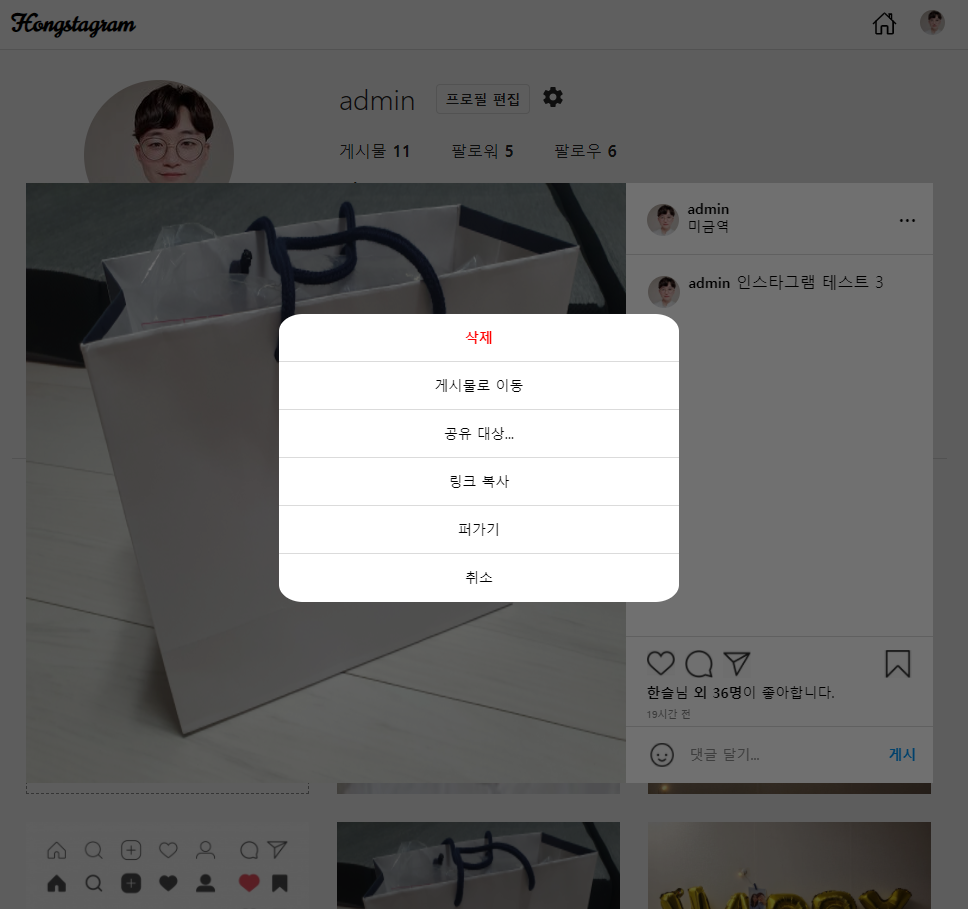 Hongstagram
admin 프로필 편집
게시물 11 팔로워 5 팔로우 6
admin
미금역
admin 인스타그램 테스트 3
삭제
게시물로 이동
공유 대상...
링크 복사
퍼가기
취소
한슬님 외 36명이 좋아합니다.
19시간 전
댓글 달기...
게시